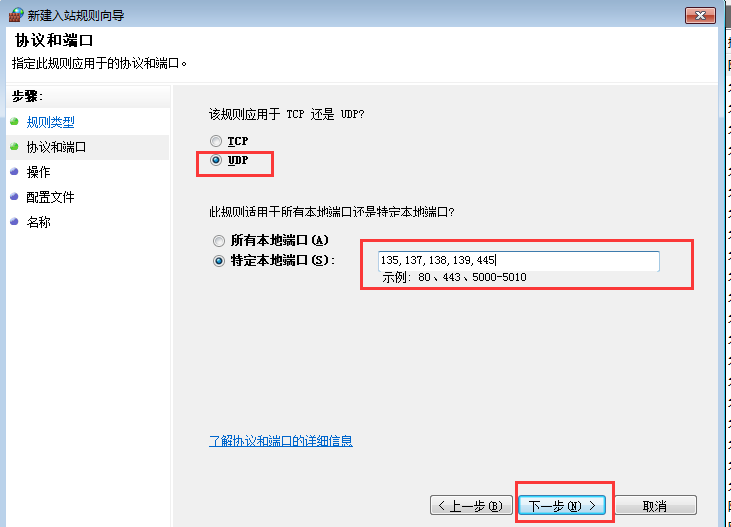 新建入站规则向导
协议和端口
指定此规则应用于的协议和端口。
步骤:
规则类型
协议和端口
操作
配置文件
名称
该规则应用于 TCP 还是 UDP?
TCP
UDP
此规则适用于所有本地端口还是特定本地端口?
所有本地端口(A)
特定本地端口(S):
135,137,138,139,445
示例: 80、443、5000-5010
了解协议和端口的详细信息
< 上一步(B)
下一步(N) >
取消